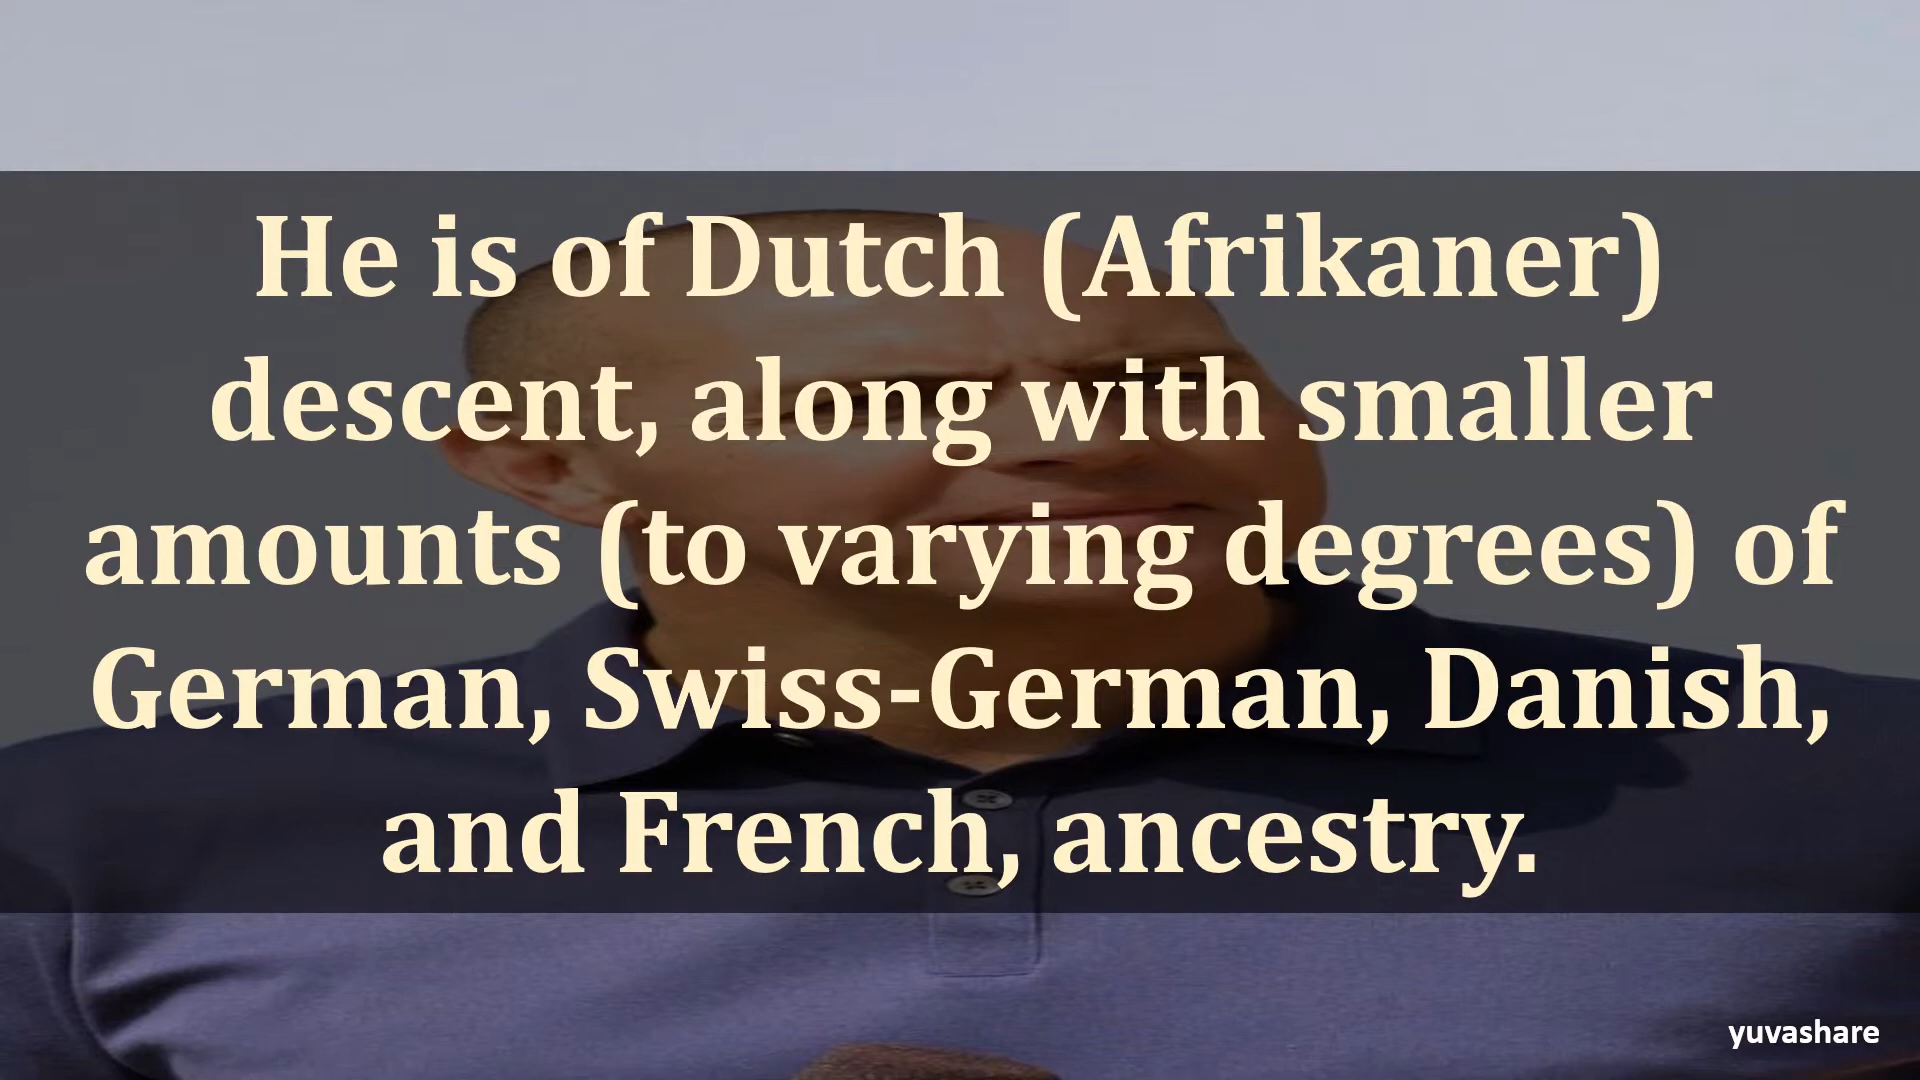 He is of Dutch (Afrikaner)
descent, along with smaller
amounts (to varying degrees) of
German, Swiss-German, Danish,
and French, ancestry.
yuvashare